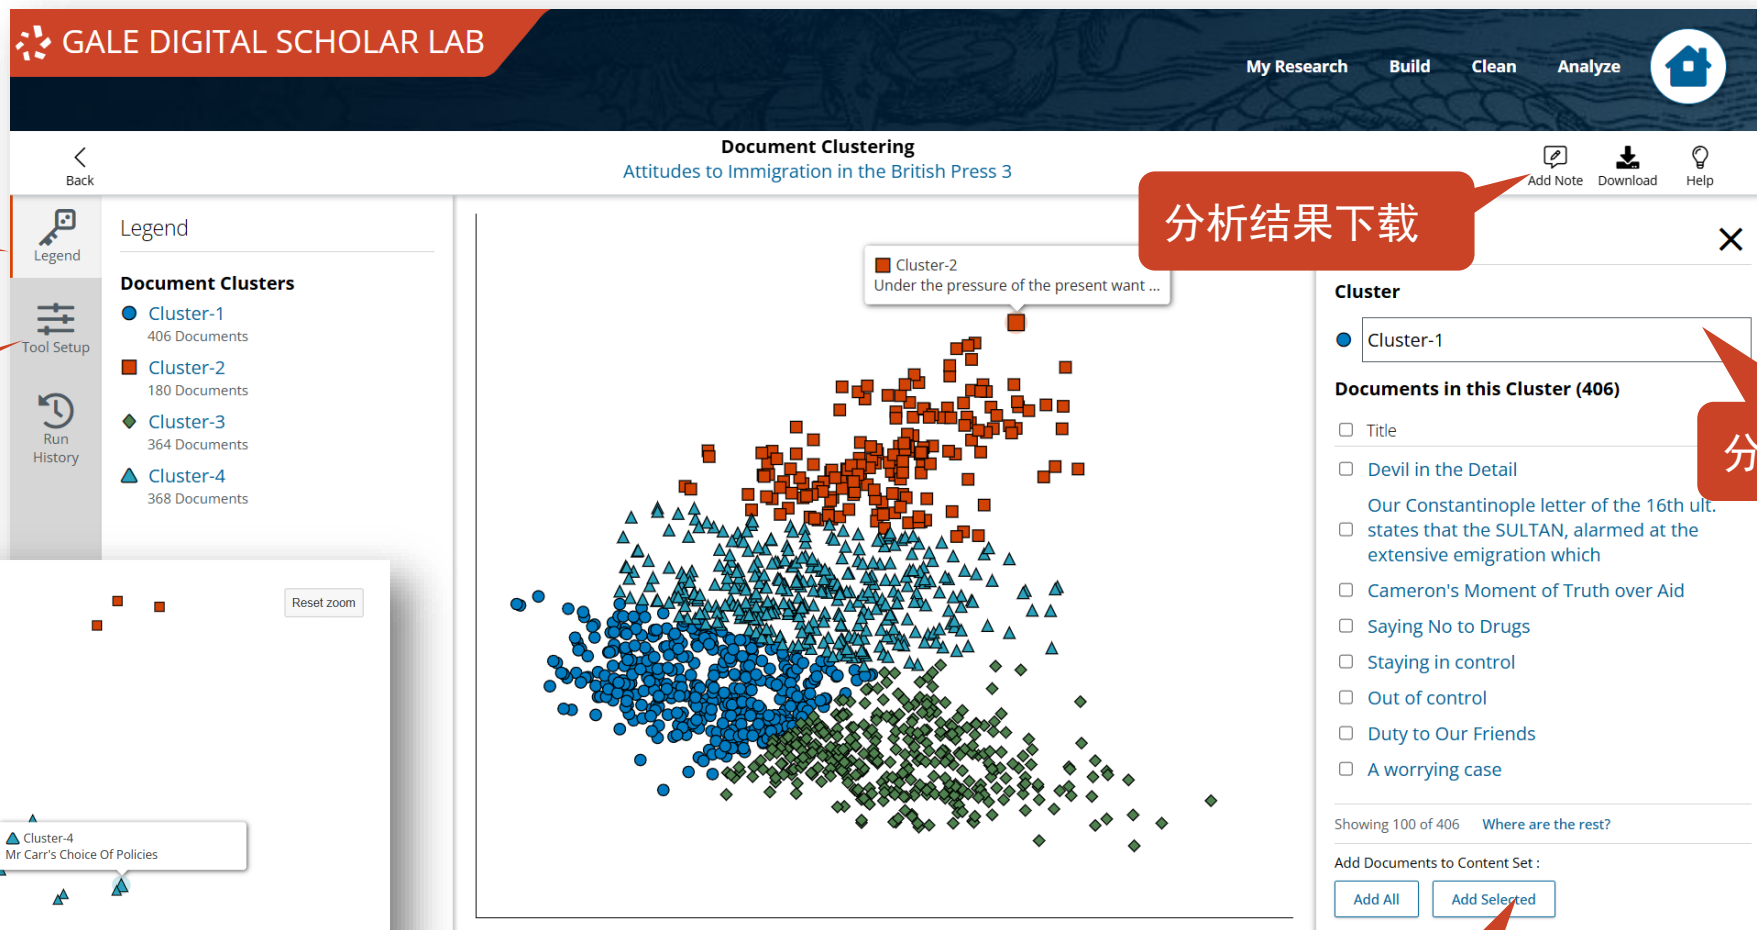 GALE DIGITAL SCHOLAR LAB
My Research
Build
Clean
Analyze
Back
Document Clustering
Attitudes to Immigration in the British Press 3
Add Note
Download
Help
分析结果下载
Legend
Tool Setup
Run
History
Legend
Document Clusters
Cluster-1
406 Documents
Cluster-2
180 Documents
Cluster-3
364 Documents
Cluster-4
368 Documents
Cluster-2
Under the pressure of the present want ...
Reset zoom
Cluster-4
Mr Carr's Choice Of Policies
Cluster
Cluster-1
Documents in this Cluster (406)
Title
分
Devil in the Detail
Our Constantinople letter of the 16th ult.
states that the SULTAN, alarmed at the
extensive emigration which
Cameron's Moment of Truth over Aid
Saying No to Drugs
Staying in control
Out of control
Duty to Our Friends
A worrying case
Showing 100 of 406
Where are the rest?
Add Documents to Content Set :
Add All
Add Selected